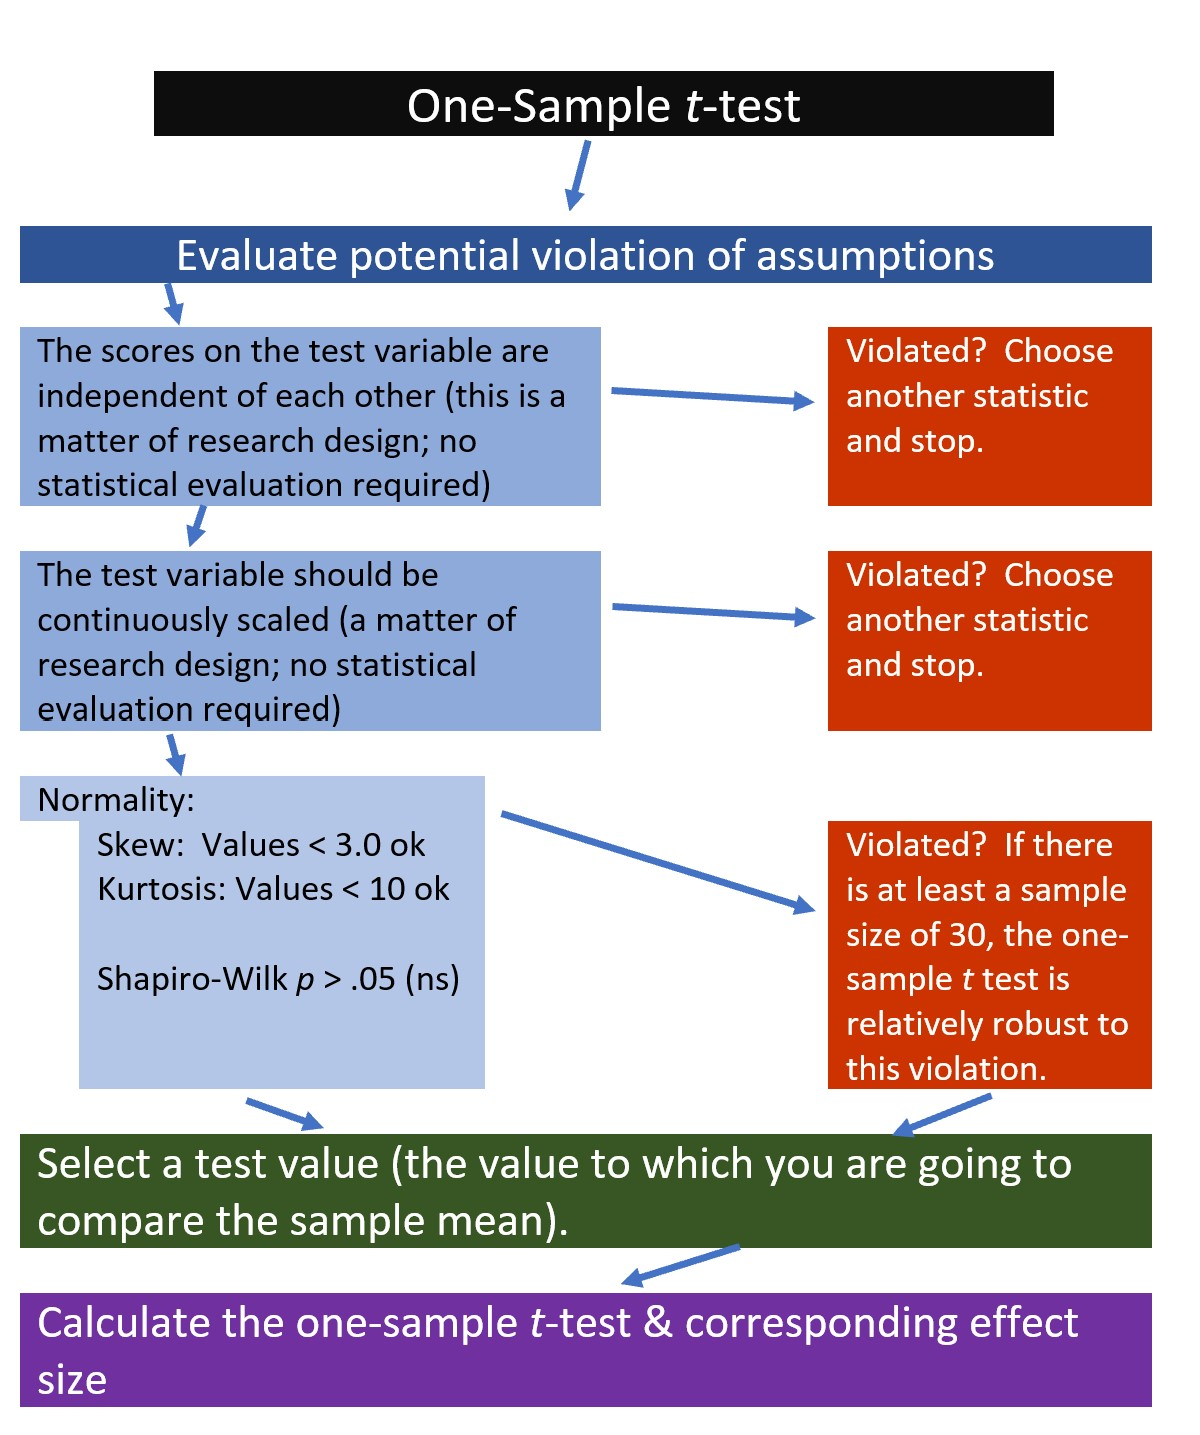 One-Sample t-test
Evaluate potential violation of assumptions
The scores on the test variable are
independent of each other (this is a
matter of research design; no
statistical evaluation required)
Violated?  Choose
another statistic
and stop.
The test variable should be
continuously scaled (a matter of
research design; no statistical
evaluation required)
Violated?  Choose
another statistic
and stop.
Normality:
Skew:  Values < 3.0 ok
Kurtosis: Values < 10 ok
Shapiro-Wilk p > .05 (ns)
Violated?  If there
is at least a sample
size of 30, the one-
sample t test is
relatively robust to
this violation.
Select a test value (the value to which you are going to
compare the sample mean).
Calculate the one-sample t-test & corresponding effect
size